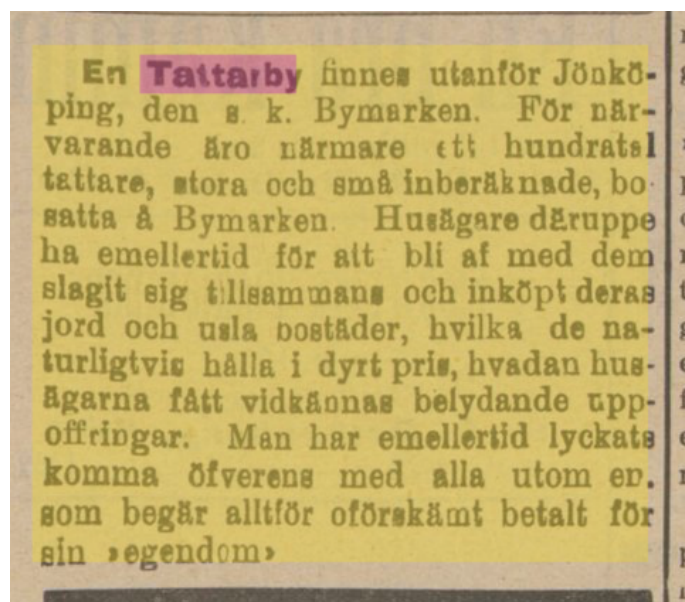 En Tattarby finnes utanför Jönkö-
ping, den s. k. Bymarken. För när-
varande äro närmare ett hundratal
tattare, stora och små inberäknade, bo-
satta å Bymarken. Husägare däruppe
ha emellertid för att bli af med dem
slagit sig tillsammans och inköpt deras
jord och usla bostäder, hvilka de na-
turligtvis hålla i dyrt pris, hvadan hus-
ägarna fått vidkännas betydande upp-
offringar. Man har emellertid lyckats
komma öfverens med alla utom en,
som begär alltför oförskämt betalt för
sin »egendom»